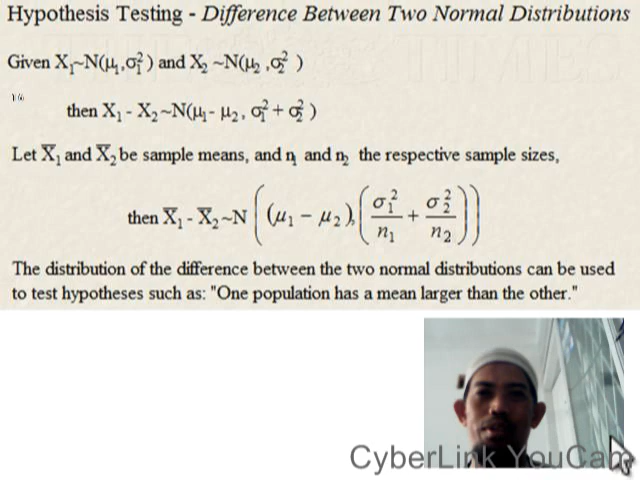 Hypothesis Testing - Difference Between Two Normal Distributions
Given X₁~N(μ₁,σ₁²) and X₂ ~N(μ₂ ,σ₂² )
then X₁ - X₂ ~N(μ₁- μ₂ , σ₁² + σ₂² )
Let X̅₁ and X̅₂ be sample means, and n₁ and n₂ the respective sample sizes,
then X̅₁ - X̅₂ ~N ( (μ₁ − μ₂), ( σ₁²/n₁ + σ₂²/n₂ ) )
The distribution of the difference between the two normal distributions can be used
to test hypotheses such as: "One population has a mean larger than the other."
CyberLink YouCam